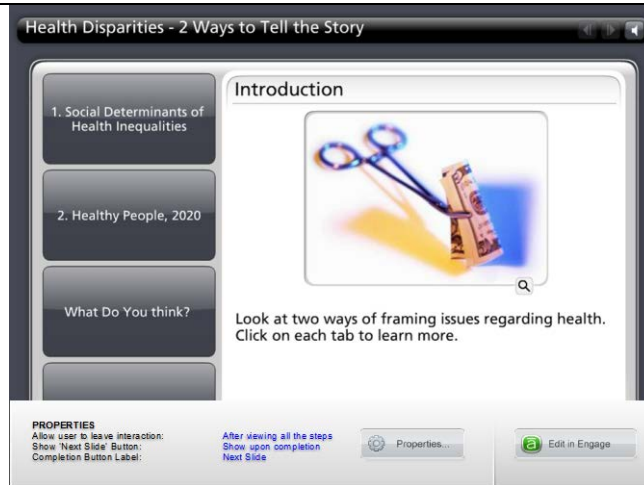 Health Disparities - 2 Ways to Tell the Story
1. Social Determinants of
Health Inequalities
2. Healthy People, 2020
What Do You think?
Introduction
Look at two ways of framing issues regarding health.
Click on each tab to learn more.
PROPERTIES
Allow user to leave interaction: After viewing all the steps
Show 'Next Slide' Button: Show upon completion
Completion Button Label: Next Slide
Properties...
Edit in Engage